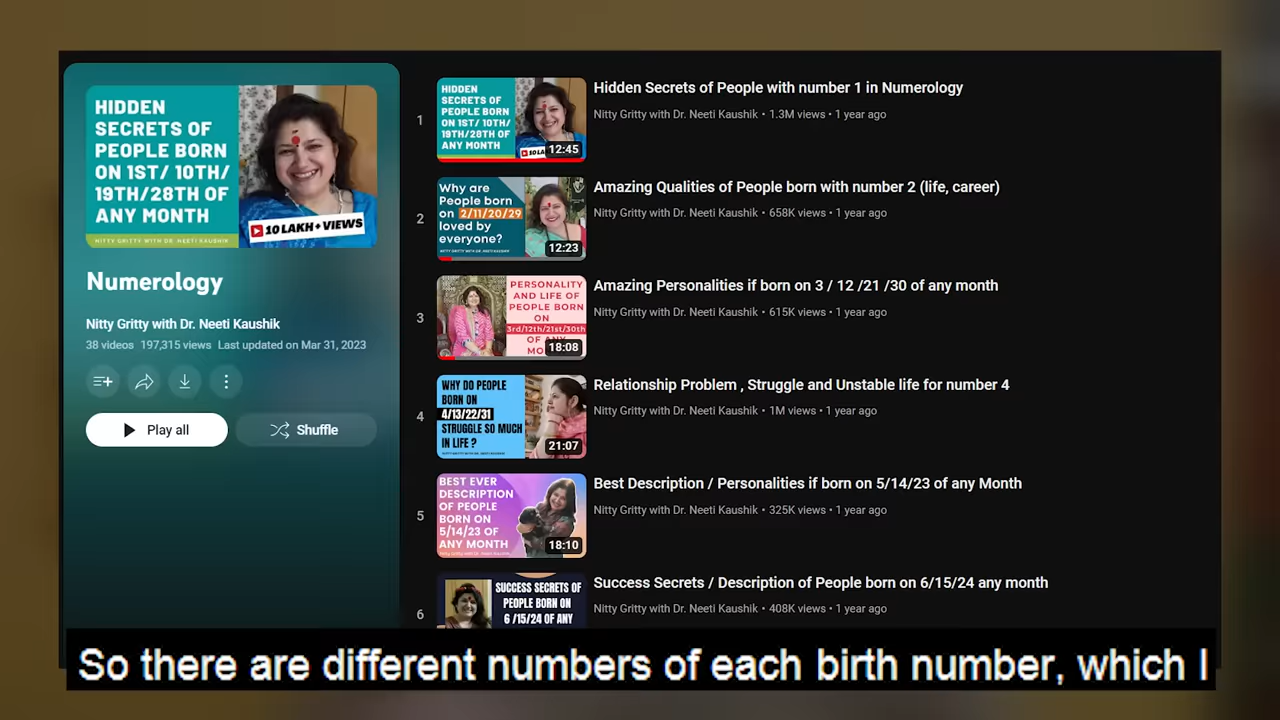 HIDDEN
SECRETS OF
PEOPLE BORN
ON 1ST/ 10TH/
19TH/28TH OF
ANY MONTH
10 LAKH+ VIEWS
NITTY GRITTY WITH DR. NEETI KAUSHIK
Numerology
Nitty Gritty with Dr. Neeti Kaushik
38 videos 197,315 views Last updated on Mar 31, 2023
Play all
Shuffle
1
HIDDEN
SECRETS OF
PEOPLE BORN
ON 1ST/ 10TH/
19TH/28TH OF
ANY MONTH
12:45
Hidden Secrets of People with number 1 in Numerology
Nitty Gritty with Dr. Neeti Kaushik • 1.3M views • 1 year ago
2
Why are
People born
on 2/11/20/29
loved by
everyone?
12:23
Amazing Qualities of People born with number 2 (life, career)
Nitty Gritty with Dr. Neeti Kaushik • 658K views • 1 year ago
3
PERSONALITY
AND LIFE OF
PEOPLE BORN
ON
3rd/12th/21st/30th
OF ANY
18:08
Amazing Personalities if born on 3 / 12 /21 /30 of any month
Nitty Gritty with Dr. Neeti Kaushik • 615K views • 1 year ago
4
WHY DO PEOPLE
BORN ON
4/13/22/31
STRUGGLE SO MUCH
IN LIFE ?
21:07
Relationship Problem , Struggle and Unstable life for number 4
Nitty Gritty with Dr. Neeti Kaushik • 1M views • 1 year ago
5
BEST EVER
DESCRIPTION
OF PEOPLE
BORN ON
5/14/23 OF
ANY MONTH
18:10
Best Description / Personalities if born on 5/14/23 of any Month
Nitty Gritty with Dr. Neeti Kaushik • 325K views • 1 year ago
6
SUCCESS SECRETS OF
PEOPLE BORN ON
6 /15/24 OF ANY
Success Secrets / Description of People born on 6/15/24 any month
Nitty Gritty with Dr. Neeti Kaushik • 408K views • 1 year ago
So there are different numbers of each birth number, which I